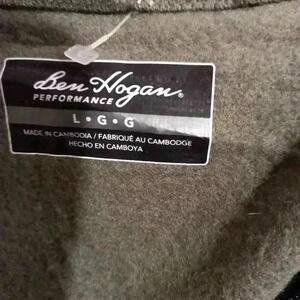 Ben Hogan
PERFORMANCE
L • G • G
MADE IN CAMBODIA / FABRIQUÉ AU CAMBODGE
HECHO EN CAMBOYA